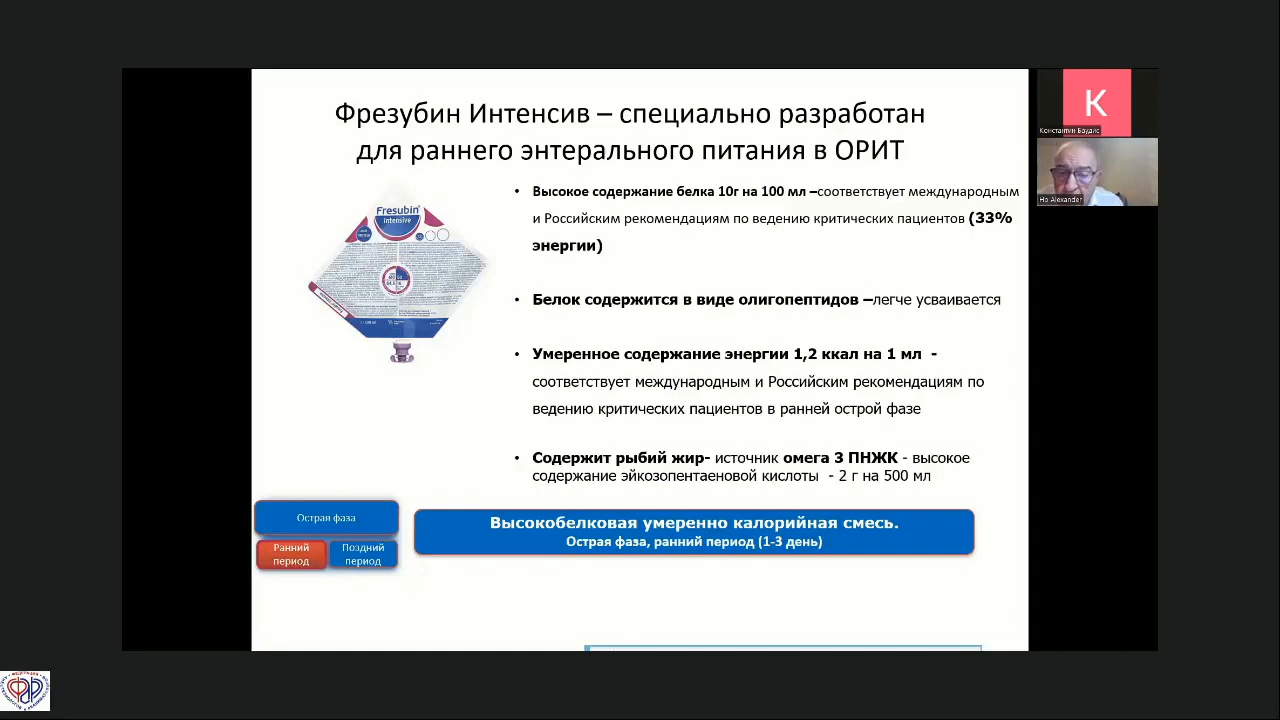 Фрезубин Интенсив – специально разработан
для раннего энтерального питания в ОРИТ
Fresubin
Intensive
• Высокое содержание белка 10г на 100 мл –соответствует международным
и Российским рекомендациям по ведению критических пациентов (33%
энергии)
• Белок содержится в виде олигопептидов –легче усваивается
• Умеренное содержание энергии 1,2 ккал на 1 мл -
соответствует международным и Российским рекомендациям по
ведению критических пациентов в ранней острой фазе
• Содержит рыбий жир- источник омега 3 ПНЖК - высокое
содержание эйкозопентаеновой кислоты - 2 г на 500 мл
Острая фаза
Ранний
период
Поздний
период
Высокобелковая умеренно калорийная смесь.
Острая фаза, ранний период (1-3 день)
K
Константин Баудис
Ho Alexander